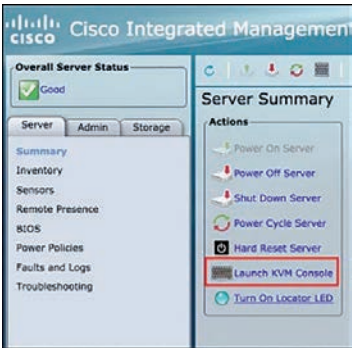 cisco
Cisco Integrated Management
Overall Server Status
Good
Server Admin Storage
Summary
Inventory
Sensors
Remote Presence
BIOS
Power Policies
Faults and Logs
Troubleshooting
Server Summary
Actions
Power On Server
Power Off Server
Shut Down Server
Power Cycle Server
Hard Reset Server
Launch KVM Console
Turn On Locator LED